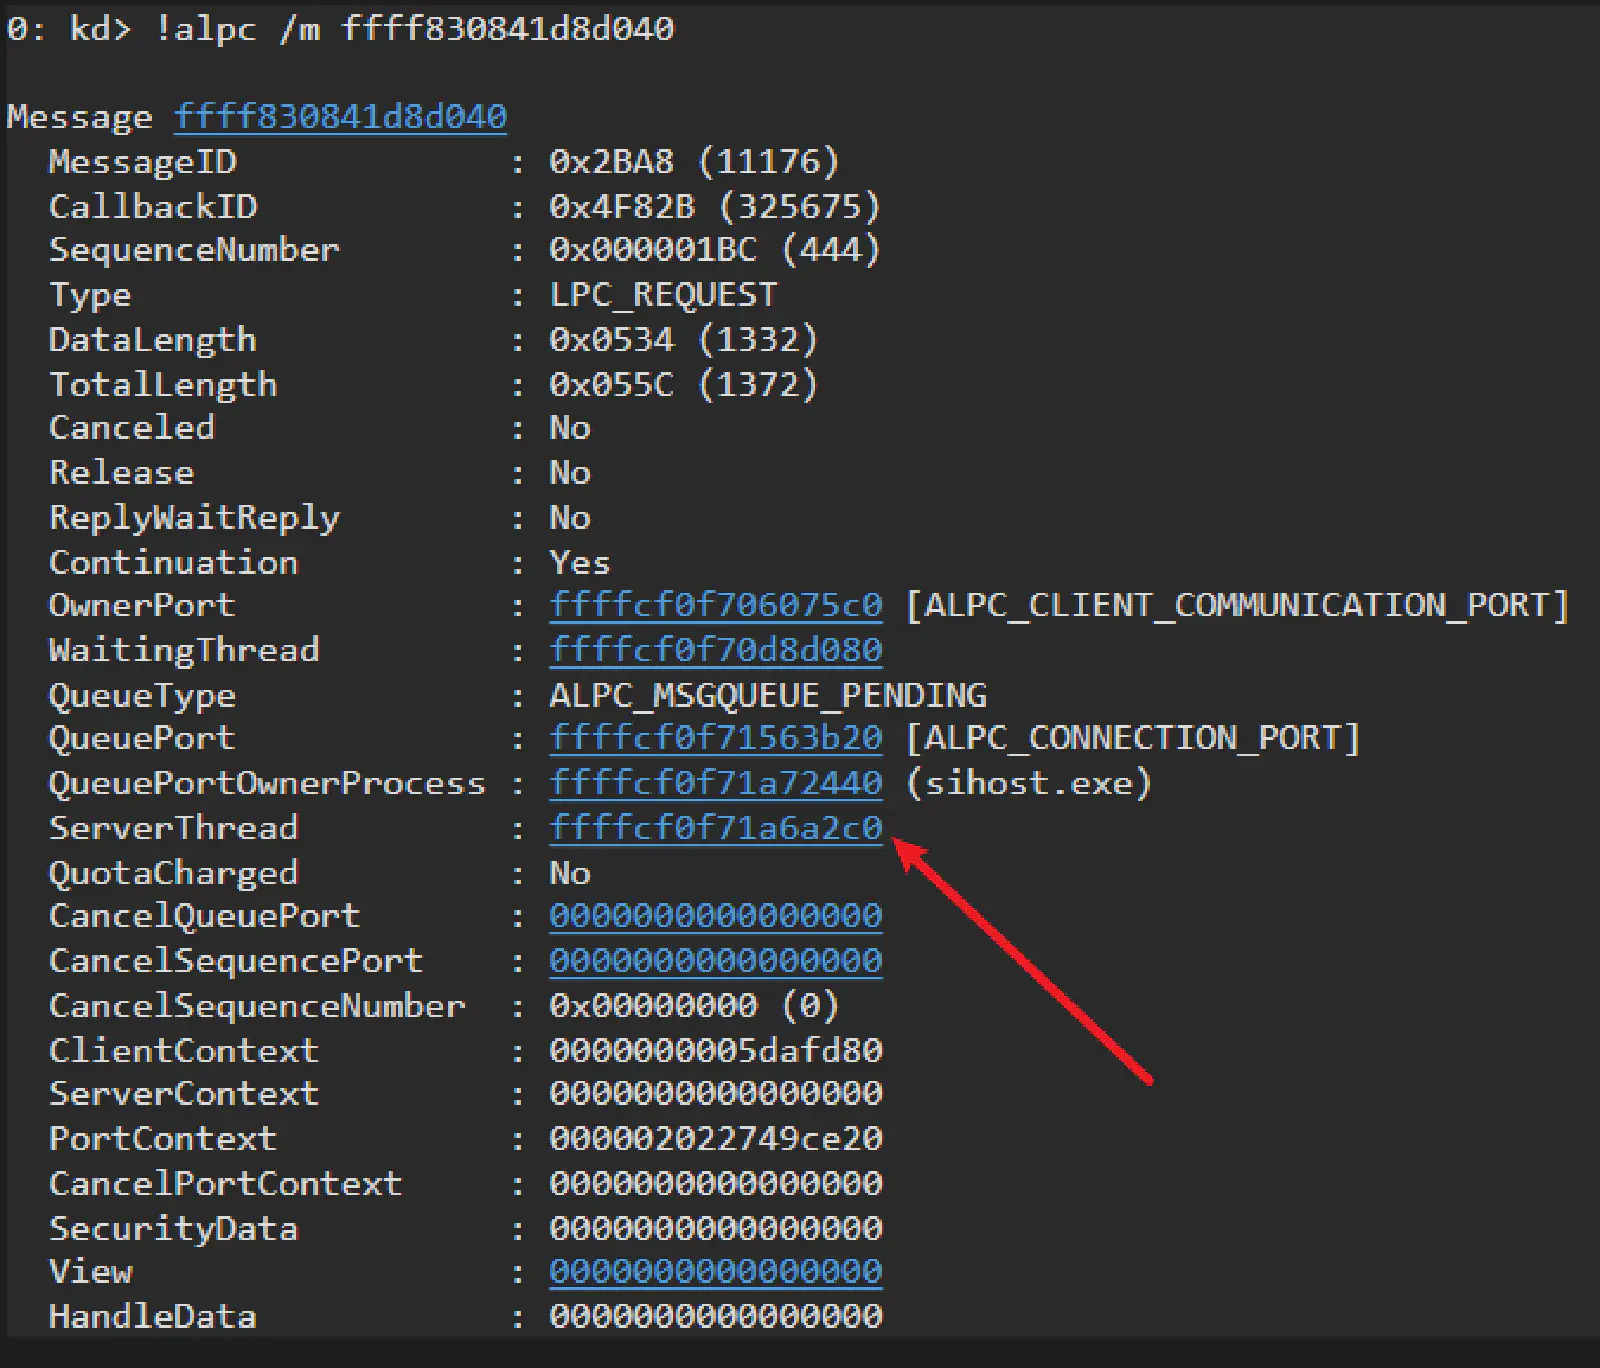 0: kd> !alpc /m ffff830841d8d040
Message ffff830841d8d040
MessageID : 0x2BA8 (11176)
CallbackID : 0x4F82B (325675)
SequenceNumber : 0x000001BC (444)
Type : LPC_REQUEST
DataLength : 0x0534 (1332)
TotalLength : 0x055C (1372)
Canceled : No
Release : No
ReplyWaitReply : No
Continuation : Yes
OwnerPort : ffffcf0f706075c0 [ALPC_CLIENT_COMMUNICATION_PORT]
WaitingThread : ffffcf0f70d8d080
QueueType : ALPC_MSGQUEUE_PENDING
QueuePort : ffffcf0f71563b20 [ALPC_CONNECTION_PORT]
QueuePortOwnerProcess : ffffcf0f71a72440 (sihost.exe)
ServerThread : ffffcf0f71a6a2c0
QuotaCharged : No
CancelQueuePort : 0000000000000000
CancelSequencePort : 0000000000000000
CancelSequenceNumber : 0x00000000 (0)
ClientContext : 0000000005dafd80
ServerContext : 0000000000000000
PortContext : 000002022749ce20
CancelPortContext : 0000000000000000
SecurityData : 0000000000000000
View : 0000000000000000
HandleData : 0000000000000000